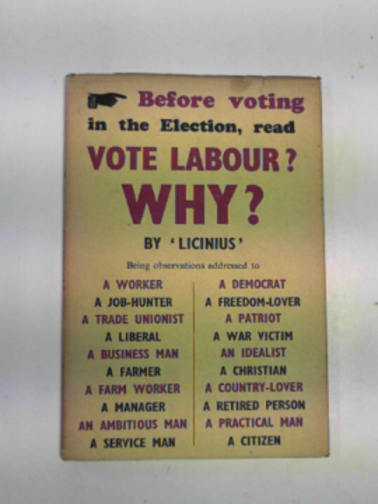 Before voting
in the Election, read
VOTE LABOUR?
WHY?
BY 'LICINIUS'
Being observations addressed to
A WORKER
A JOB-HUNTER
A TRADE UNIONIST
A LIBERAL
A BUSINESS MAN
A FARMER
A FARM WORKER
A MANAGER
AN AMBITIOUS MAN
A SERVICE MAN
A DEMOCRAT
A FREEDOM-LOVER
A PATRIOT
A WAR VICTIM
AN IDEALIST
A CHRISTIAN
A COUNTRY-LOVER
A RETIRED PERSON
A PRACTICAL MAN
A CITIZEN